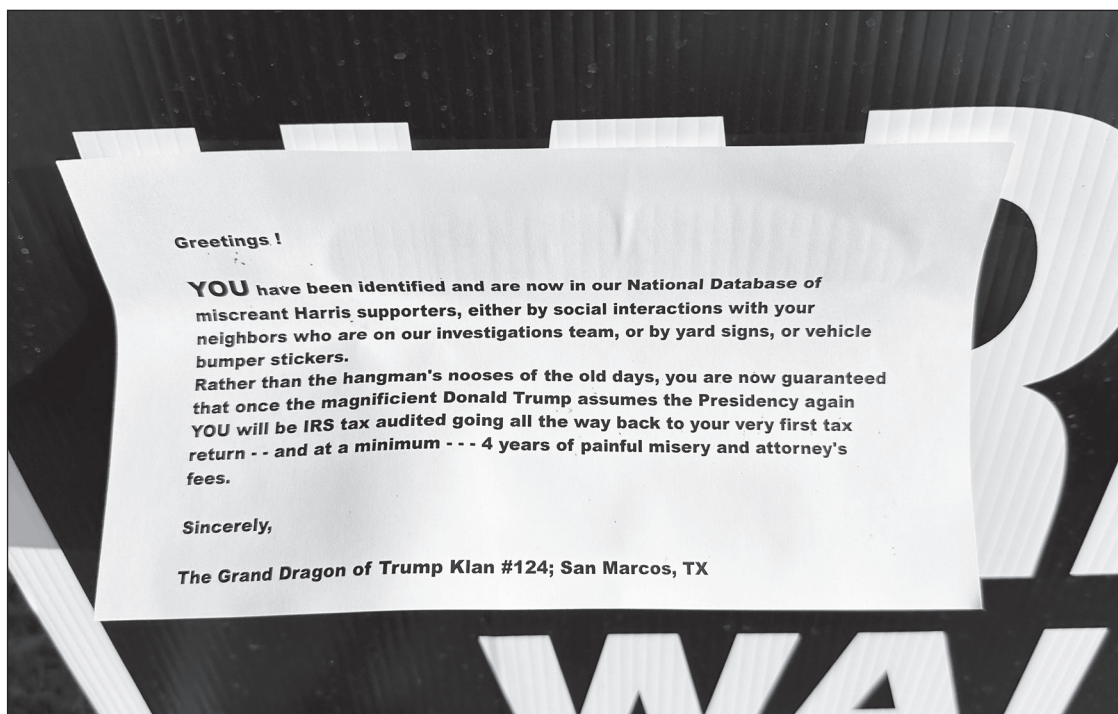 Greetings !
YOU have been identified and are now in our National Database of
miscreant Harris supporters, either by social interactions with your
neighbors who are on our investigations team, or by yard signs, or vehicle
bumper stickers.
Rather than the hangman's nooses of the old days, you are now guaranteed
that once the magnificient Donald Trump assumes the Presidency again
YOU will be IRS tax audited going all the way back to your very first tax
return - - and at a minimum - - - 4 years of painful misery and attorney's
fees.
Sincerely,
The Grand Dragon of Trump Klan #124; San Marcos, TX